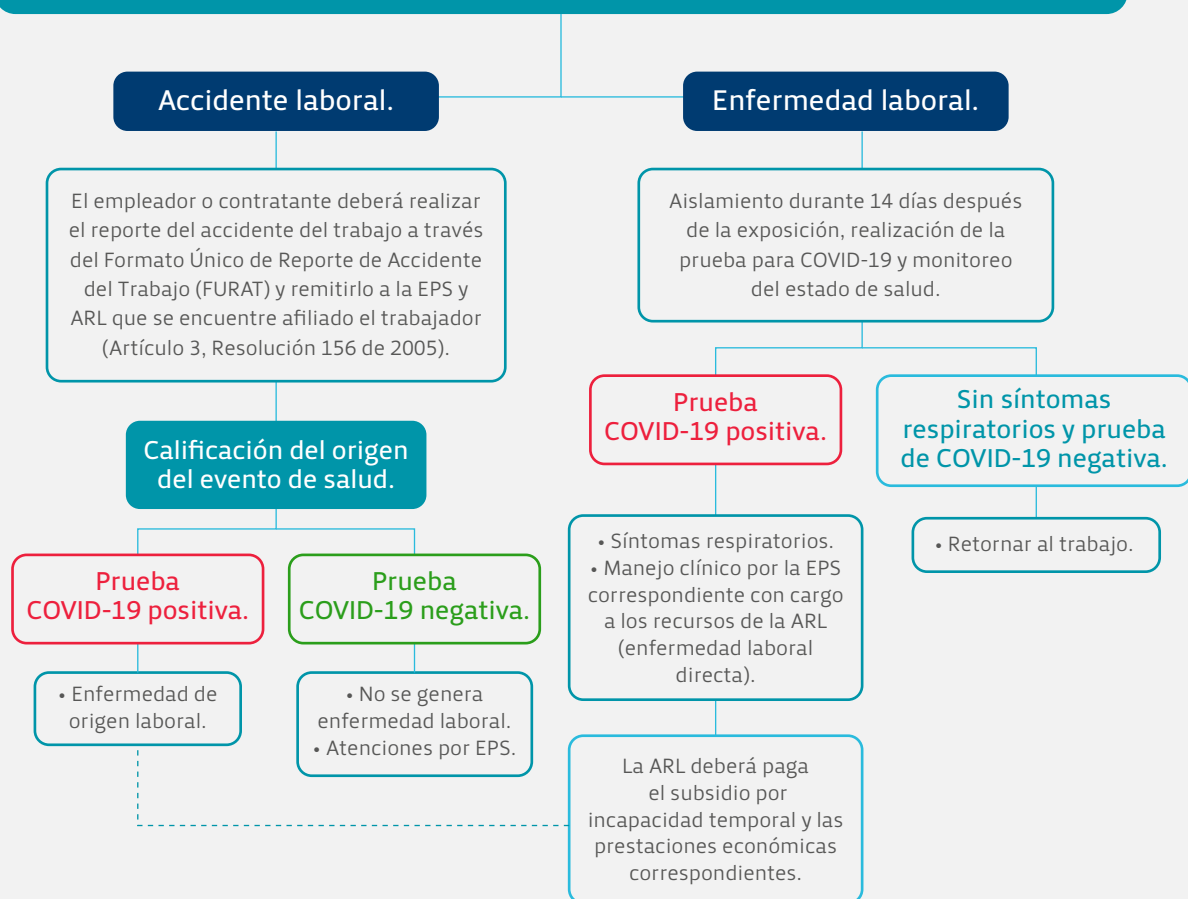 Accidente laboral.
El empleador o contratante deberá realizar
el reporte del accidente del trabajo a través
del Formato Único de Reporte de Accidente
del Trabajo (FURAT) y remitirlo a la EPS y
ARL que se encuentre afiliado el trabajador
(Artículo 3, Resolución 156 de 2005).
Calificación del origen
del evento de salud.
Prueba
COVID-19 positiva.
• Enfermedad de
origen laboral.
Prueba
COVID-19 negativa.
• No se genera
enfermedad laboral.
• Atenciones por EPS.
Enfermedad laboral.
Aislamiento durante 14 días después
de la exposición, realización de la
prueba para COVID-19 y monitoreo
del estado de salud.
Prueba
COVID-19 positiva.
• Síntomas respiratorios.
• Manejo clínico por la EPS
correspondiente con cargo
a los recursos de la ARL
(enfermedad laboral
directa).
La ARL deberá paga
el subsidio por
incapacidad temporal y las
prestaciones económicas
correspondientes.
Sin síntomas
respiratorios y prueba
de COVID-19 negativa.
• Retornar al trabajo.